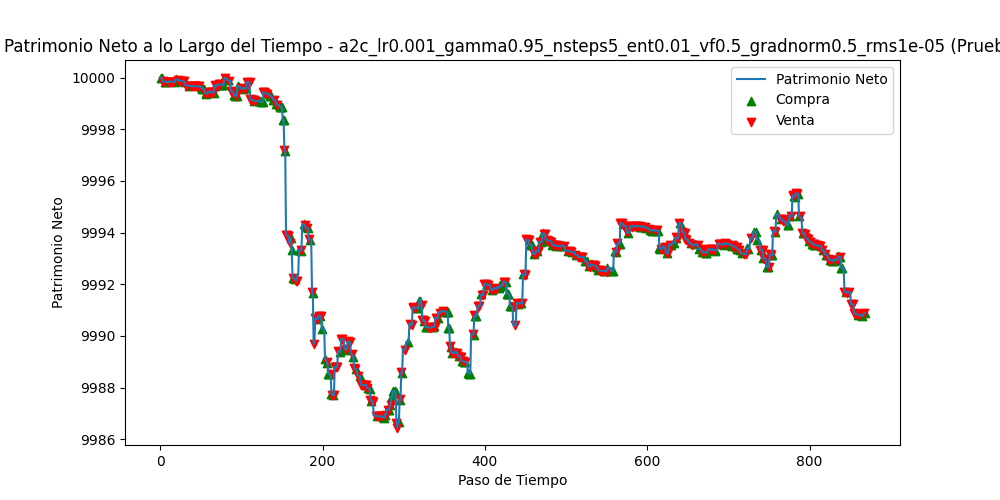 Patrimonio Neto a lo Largo del Tiempo - a2c_lr0.001_gamma0.95_nsteps5_ent0.01_vf0.5_gradnorm0.5_rms1e-05 (Prueb
Patrimonio Neto
Compra
Venta
10000
9998
9996
9994
9992
9990
9988
9986
Patrimonio Neto
0 200 400 600 800
Paso de Tiempo